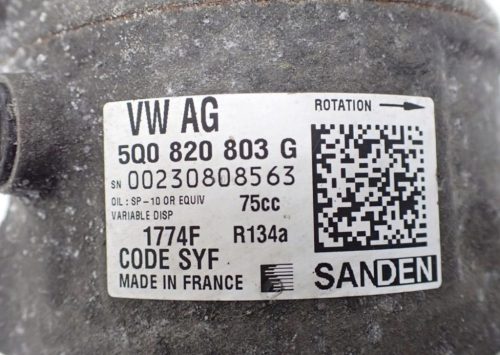 VW AG
ROTATION
5Q0 820 803 G
SN 00230808563
OIL : SP-10 OR EQUIV 75cc
VARIABLE DISP
1774F R134a
CODE SYF
MADE IN FRANCE
SANDEN